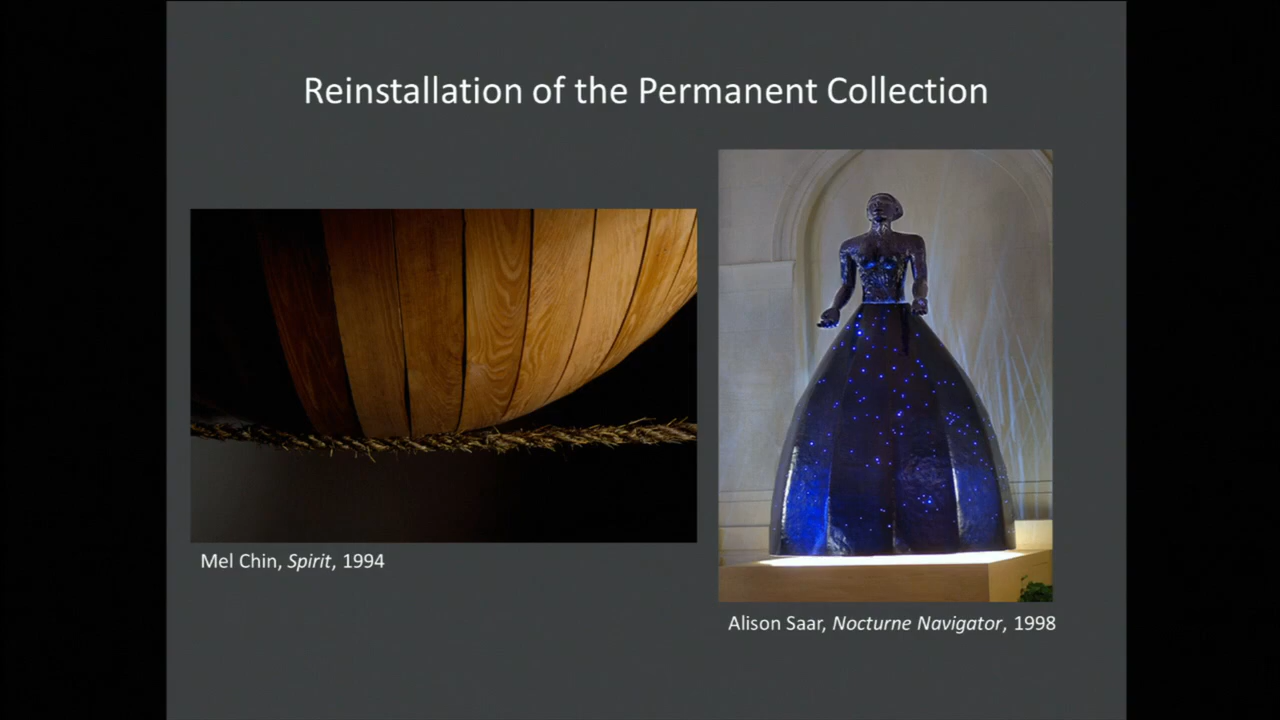 Reinstallation of the Permanent Collection
Mel Chin, Spirit, 1994
Alison Saar, Nocturne Navigator, 1998